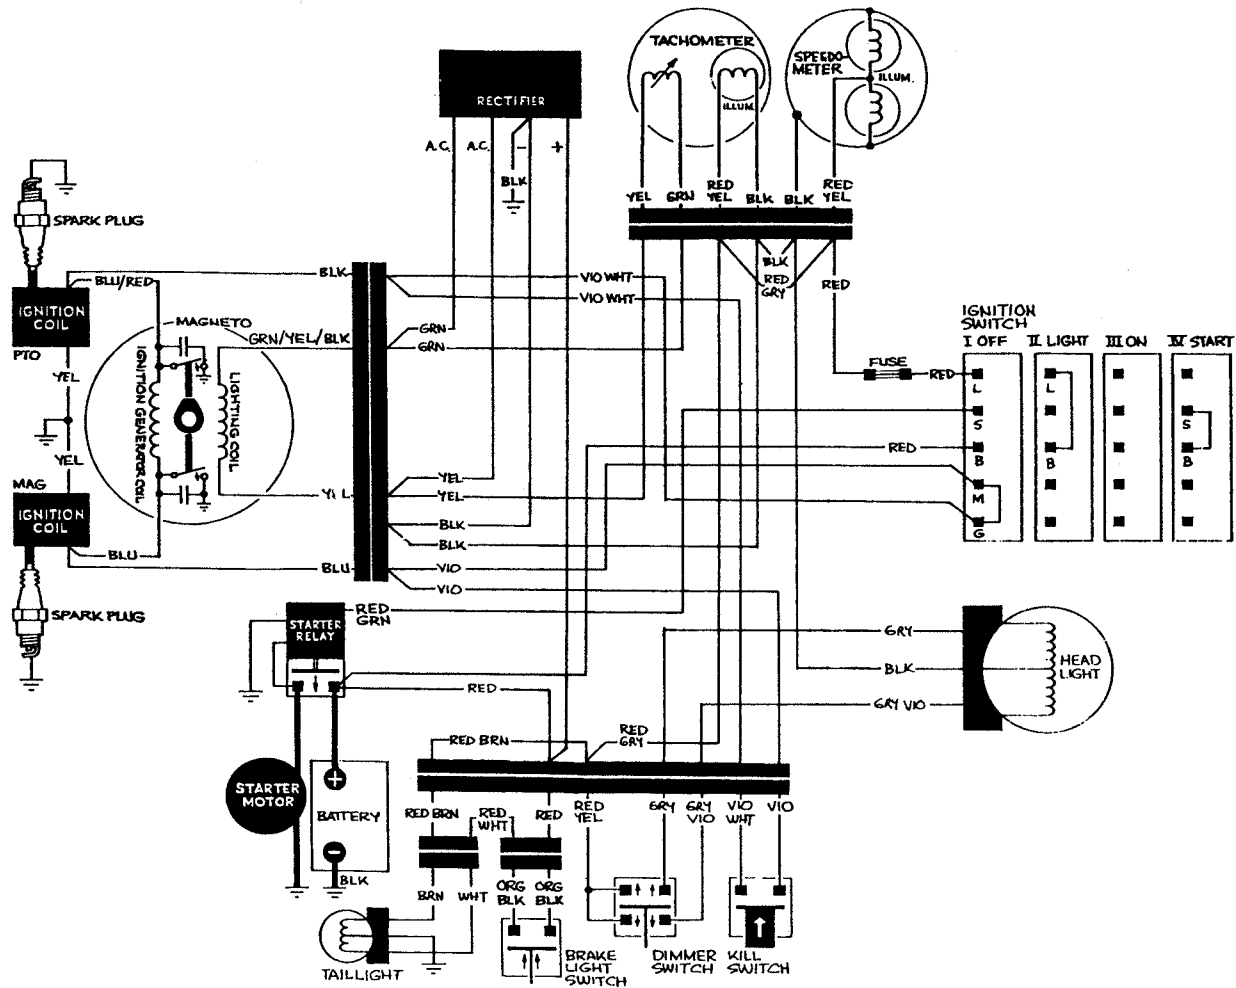 TACHOMETER
ILLUM.
SPEEDO-
METER
ILLUM.
RECTIFIER
A.C.
A.C.
−
+
BLK
YEL
GRN
RED
YEL
BLK
BLK
RED
YEL
SPARK PLUG
BLK
BLU/RED
IGNITION
COIL
PTO
MAGNETO
GRN/YEL/BLK
IGNITION GENERATOR COIL
LIGHTING COIL
YEL
YEL
MAG
IGNITION
COIL
BLU
BLU
SPARK PLUG
VIO WHT
VIO WHT
GRN
GRN
YEL
YEL
BLK
BLK
VIO
VIO
BLK
RED
GRY
RED
FUSE
RED
IGNITION
SWITCH
I OFF
II LIGHT
III ON
IV START
L
S
B
M
G
L
B
S
B
RED
STARTER
RELAY
RED
GRN
RED
GRY
BLK
GRY VIO
HEAD
LIGHT
RED BRN
RED
GRY
STARTER
MOTOR
+
BATTERY
−
BLK
RED BRN
RED
WHT
RED
RED
YEL
GRY
GRY
VIO
VIO
WHT
VIO
BRN
WHT
ORG
BLK
ORG
BLK
TAILLIGHT
BRAKE
LIGHT
SWITCH
DIMMER
SWITCH
KILL
SWITCH